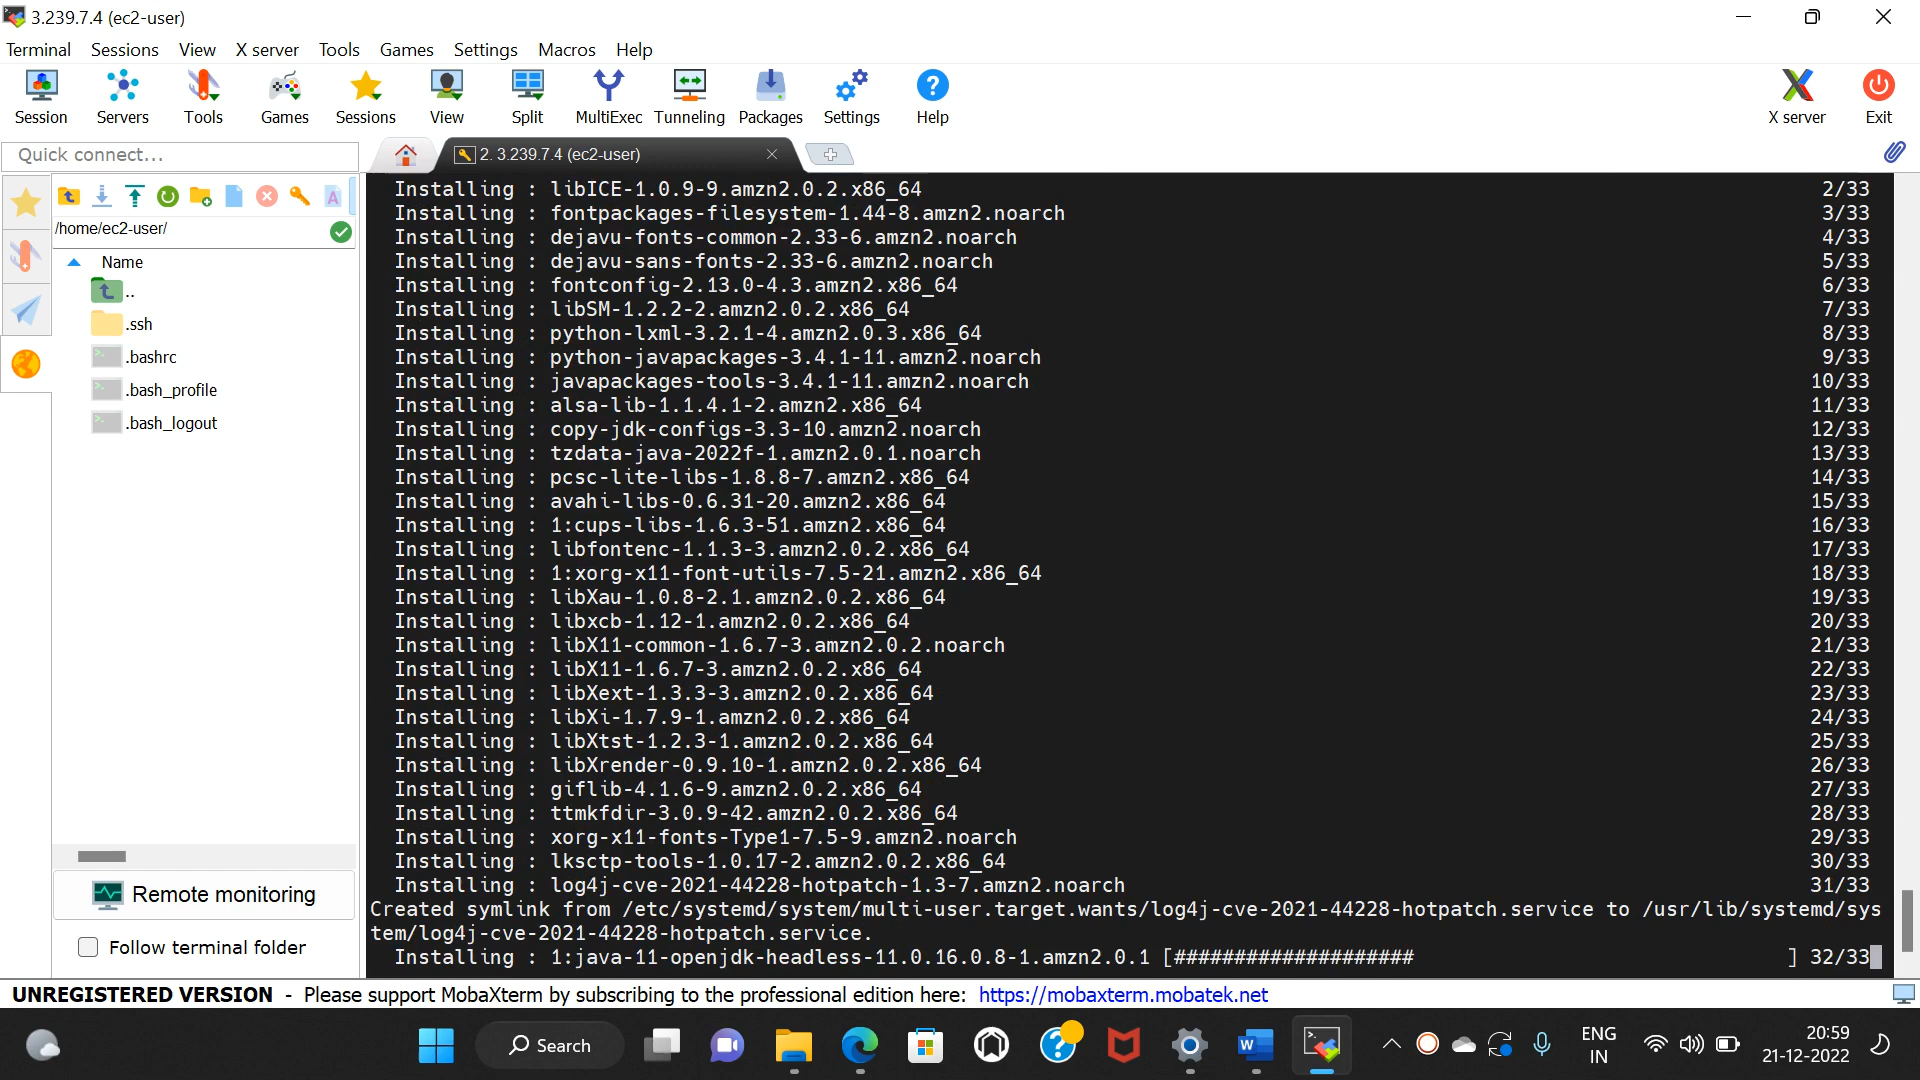 3.239.7.4 (ec2-user)
Terminal Sessions View X server Tools Games Settings Macros Help
Session Servers Tools Games Sessions View Split MultiExec Tunneling Packages Settings Help X server Exit
Quick connect...
2. 3.239.7.4 (ec2-user)
/home/ec2-user/
Name
..
.ssh
.bashrc
.bash_profile
.bash_logout
Remote monitoring
Follow terminal folder
Installing : libICE-1.0.9-9.amzn2.0.2.x86_64 2/33
Installing : fontpackages-filesystem-1.44-8.amzn2.noarch 3/33
Installing : dejavu-fonts-common-2.33-6.amzn2.noarch 4/33
Installing : dejavu-sans-fonts-2.33-6.amzn2.noarch 5/33
Installing : fontconfig-2.13.0-4.3.amzn2.x86_64 6/33
Installing : libSM-1.2.2-2.amzn2.0.2.x86_64 7/33
Installing : python-lxml-3.2.1-4.amzn2.0.3.x86_64 8/33
Installing : python-javapackages-3.4.1-11.amzn2.noarch 9/33
Installing : javapackages-tools-3.4.1-11.amzn2.noarch 10/33
Installing : alsa-lib-1.1.4.1-2.amzn2.x86_64 11/33
Installing : copy-jdk-configs-3.3-10.amzn2.noarch 12/33
Installing : tzdata-java-2022f-1.amzn2.0.1.noarch 13/33
Installing : pcsc-lite-libs-1.8.8-7.amzn2.x86_64 14/33
Installing : avahi-libs-0.6.31-20.amzn2.x86_64 15/33
Installing : 1:cups-libs-1.6.3-51.amzn2.x86_64 16/33
Installing : libfontenc-1.1.3-3.amzn2.0.2.x86_64 17/33
Installing : 1:xorg-x11-font-utils-7.5-21.amzn2.x86_64 18/33
Installing : libXau-1.0.8-2.1.amzn2.0.2.x86_64 19/33
Installing : libxcb-1.12-1.amzn2.0.2.x86_64 20/33
Installing : libX11-common-1.6.7-3.amzn2.0.2.noarch 21/33
Installing : libX11-1.6.7-3.amzn2.0.2.x86_64 22/33
Installing : libXext-1.3.3-3.amzn2.0.2.x86_64 23/33
Installing : libXi-1.7.9-1.amzn2.0.2.x86_64 24/33
Installing : libXtst-1.2.3-1.amzn2.0.2.x86_64 25/33
Installing : libXrender-0.9.10-1.amzn2.0.2.x86_64 26/33
Installing : giflib-4.1.6-9.amzn2.0.2.x86_64 27/33
Installing : ttmkfdir-3.0.9-42.amzn2.0.2.x86_64 28/33
Installing : xorg-x11-fonts-Type1-7.5-9.amzn2.noarch 29/33
Installing : lksctp-tools-1.0.17-2.amzn2.0.2.x86_64 30/33
Installing : log4j-cve-2021-44228-hotpatch-1.3-7.amzn2.noarch 31/33
Created symlink from /etc/systemd/system/multi-user.target.wants/log4j-cve-2021-44228-hotpatch.service to /usr/lib/systemd/sys
tem/log4j-cve-2021-44228-hotpatch.service.
Installing : 1:java-11-openjdk-headless-11.0.16.0.8-1.amzn2.0.1 [#################### ] 32/33
UNREGISTERED VERSION - Please support MobaXterm by subscribing to the professional edition here: https://mobaxterm.mobatek.net
Search
ENG
IN
20:59
21-12-2022